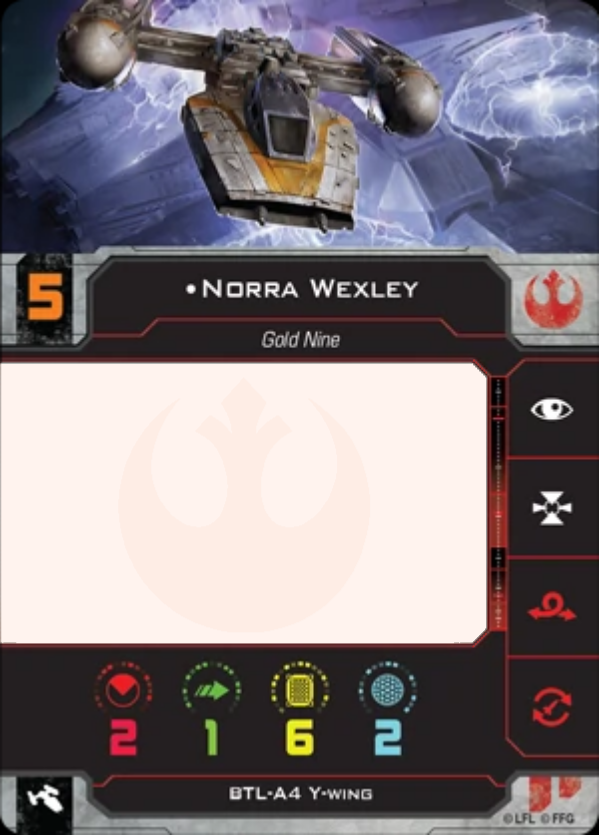 5
•Norra Wexley
Gold Nine
2 1 6 2
BTL-A4 Y-wing
©LFL ©FFG